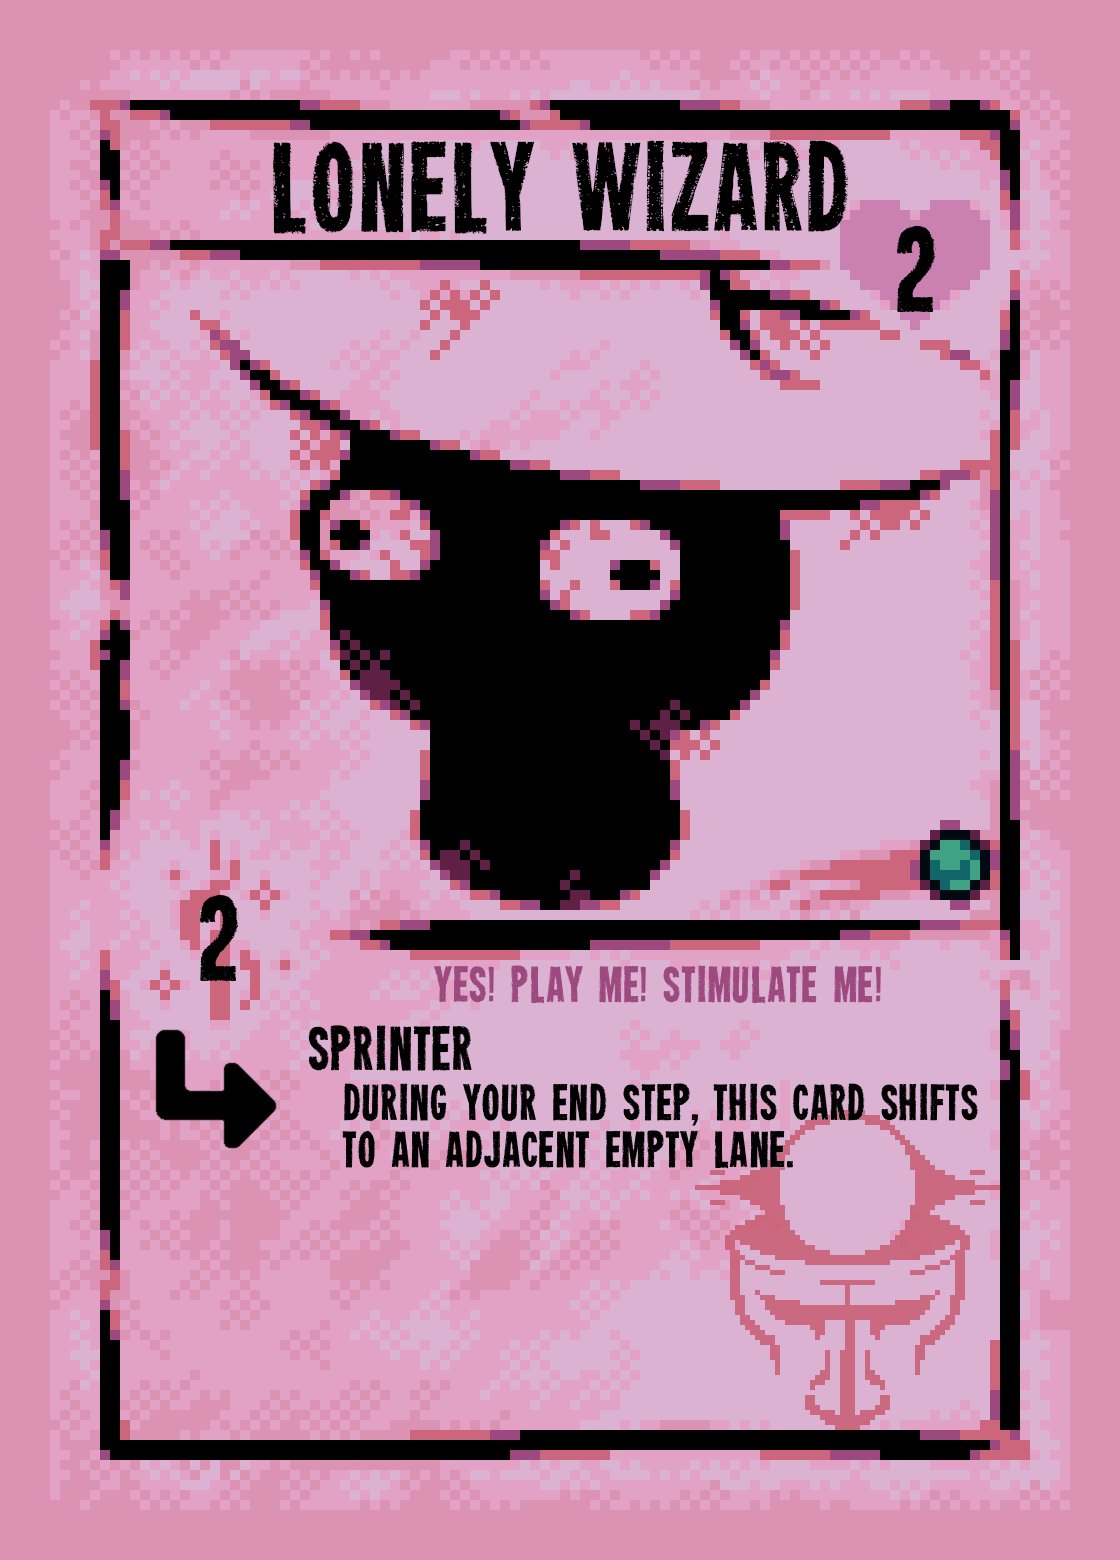 LONELY WIZARD
2
2
YES! PLAY ME! STIMULATE ME!
SPRINTER
DURING YOUR END STEP, THIS CARD SHIFTS
TO AN ADJACENT EMPTY LANE.